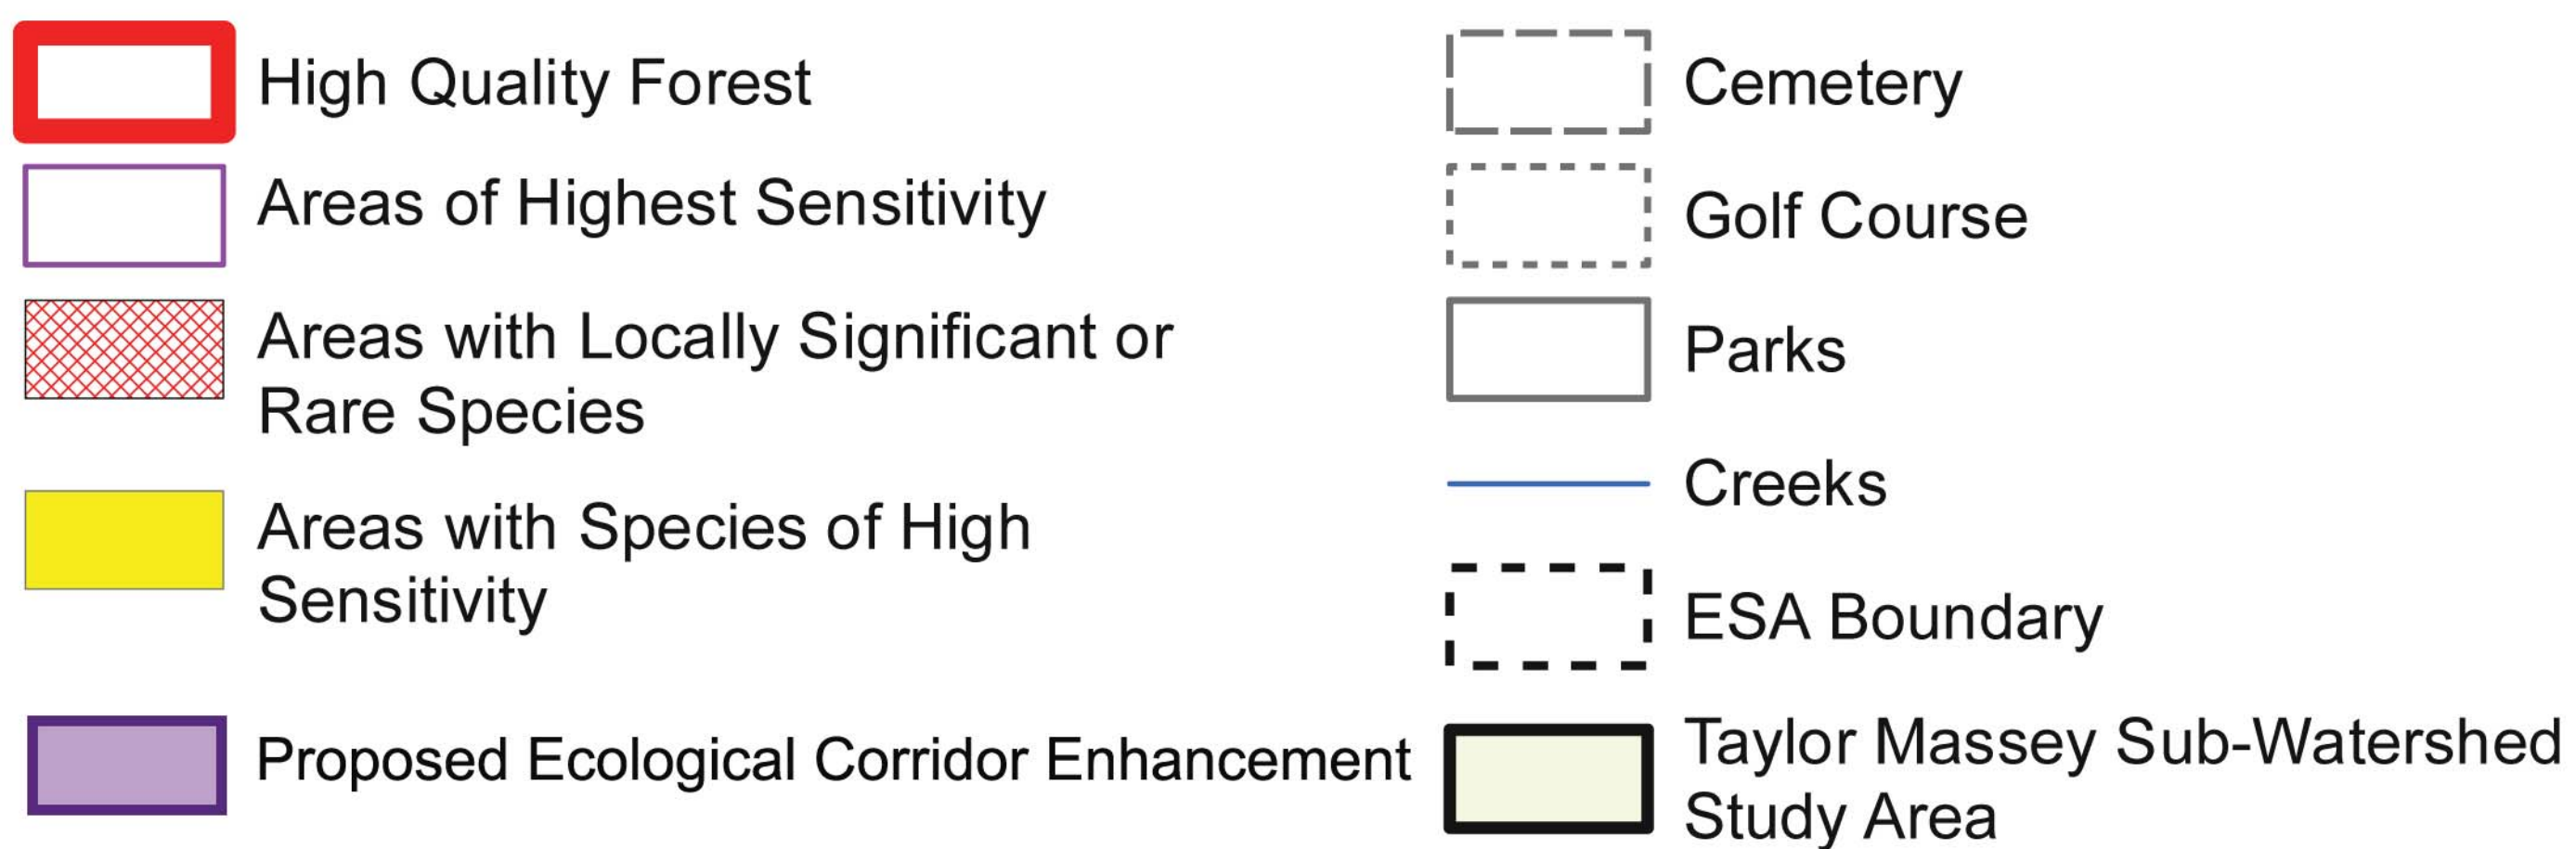 High Quality Forest
Areas of Highest Sensitivity
Areas with Locally Significant or
Rare Species
Areas with Species of High
Sensitivity
Proposed Ecological Corridor Enhancement
Cemetery
Golf Course
Parks
Creeks
ESA Boundary
Taylor Massey Sub-Watershed
Study Area